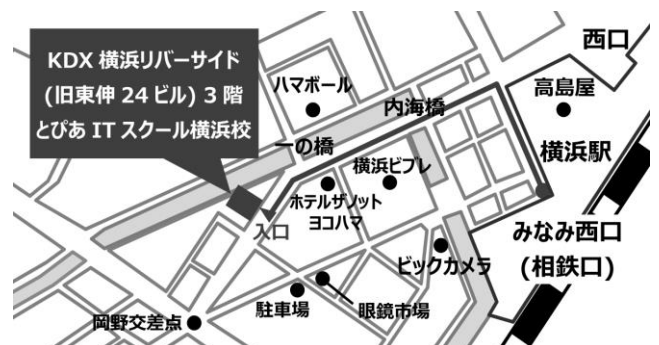 KDX 横浜リバーサイド
(旧東伸 24 ビル) 3 階
とぴあ IT スクール横浜校
西口
ハマボール
高島屋
内海橋
一の橋
横浜駅
横浜ビブレ
ホテルザノット
ヨコハマ
入口
みなみ西口
(相鉄口)
ビックカメラ
駐車場
眼鏡市場
岡野交差点